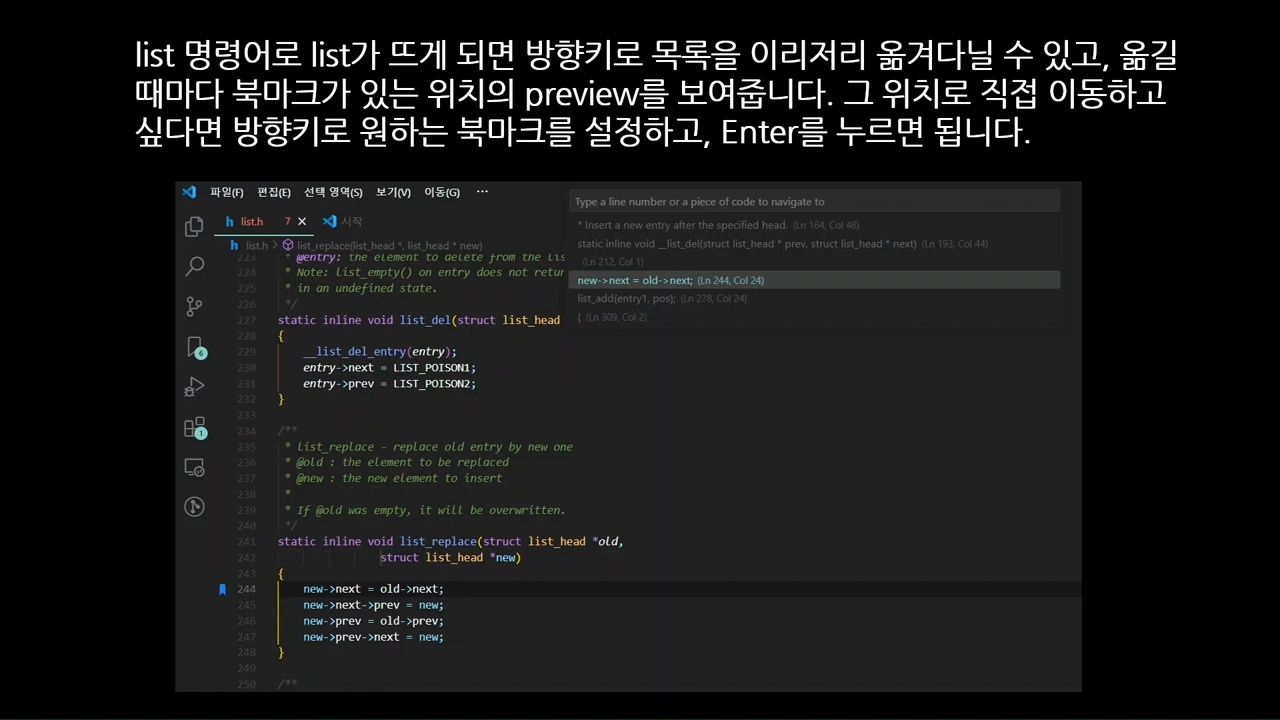 list 명령어로 list가 뜨게 되면 방향키로 목록을 이리저리 옮겨다닐 수 있고, 옮길
때마다 북마크가 있는 위치의 preview를 보여줍니다. 그 위치로 직접 이동하고
싶다면 방향키로 원하는 북마크를 설정하고, Enter를 누르면 됩니다.
파일(F) 편집(E) 선택 영역(S) 보기(V) 이동(G) ···
Type a line number or a piece of code to navigate to
h list.h 7 × 시작
* Insert a new entry after the specified head. (Ln 164, Col 48)
static inline void __list_del(struct list_head * prev, struct list_head * next) (Ln 193, Col 44)
(Ln 212, Col 1)
new->next = old->next; (Ln 244, Col 24)
list_add(entry1, pos); (Ln 278, Col 24)
{ (Ln 309, Col 2)
h list.h > list_replace(list_head *, list_head * new)
223 * @entry: the element to delete from the lis
224 * Note: list_empty() on entry does not retur
225 * in an undefined state.
226 */
227 static inline void list_del(struct list_head
228 {
229 __list_del_entry(entry);
230 entry->next = LIST_POISON1;
231 entry->prev = LIST_POISON2;
232 }
233
234 /**
235 * list_replace - replace old entry by new one
236 * @old : the element to be replaced
237 * @new : the new element to insert
238 *
239 * If @old was empty, it will be overwritten.
240 */
241 static inline void list_replace(struct list_head *old,
242 struct list_head *new)
243 {
244 new->next = old->next;
245 new->next->prev = new;
246 new->prev = old->prev;
247 new->prev->next = new;
248 }
249
250 /**
6
1